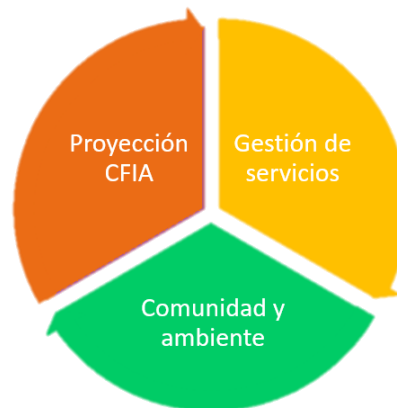 Proyección
CFIA
Gestión de
servicios
Comunidad y
ambiente